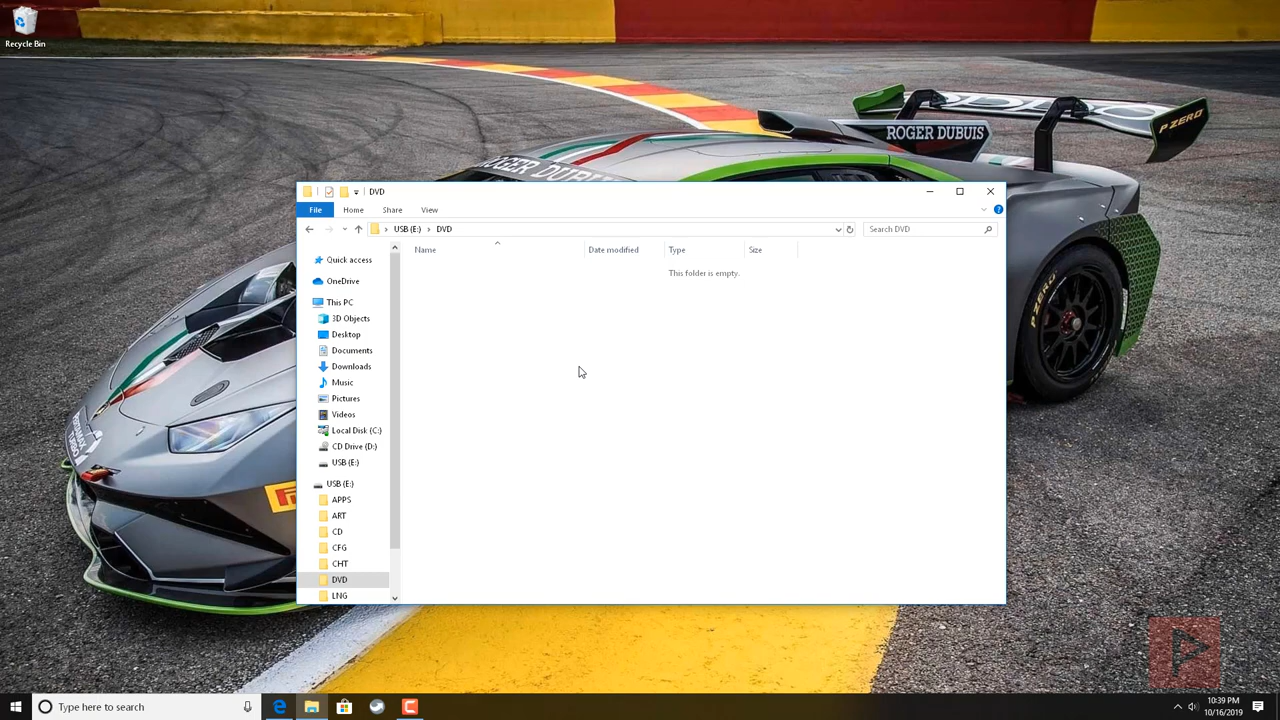 Recycle Bin
ROGER DUBUIS
P ZERO
ROGER DUBUIS
DVD
File
Home
Share
View
USB (E:)
DVD
Search DVD
Name
Date modified
Type
Size
This folder is empty.
Quick access
OneDrive
This PC
3D Objects
Desktop
Documents
Downloads
Music
Pictures
Videos
Local Disk (C:)
CD Drive (D:)
USB (E:)
USB (E:)
APPS
ART
CD
CFG
CHT
DVD
LNG
P ZERO
Type here to search
10:39 PM
10/16/2019